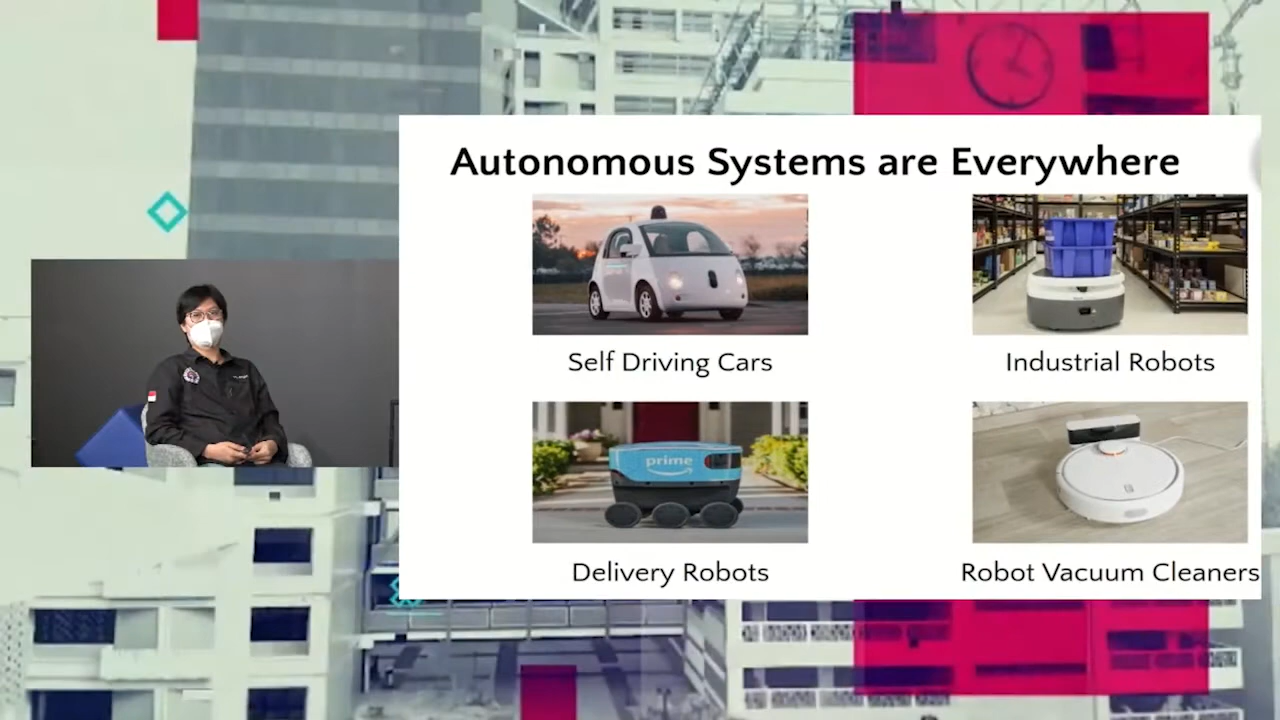 Autonomous Systems are Everywhere
Self Driving Cars
Industrial Robots
prime
Delivery Robots
Robot Vacuum Cleaners